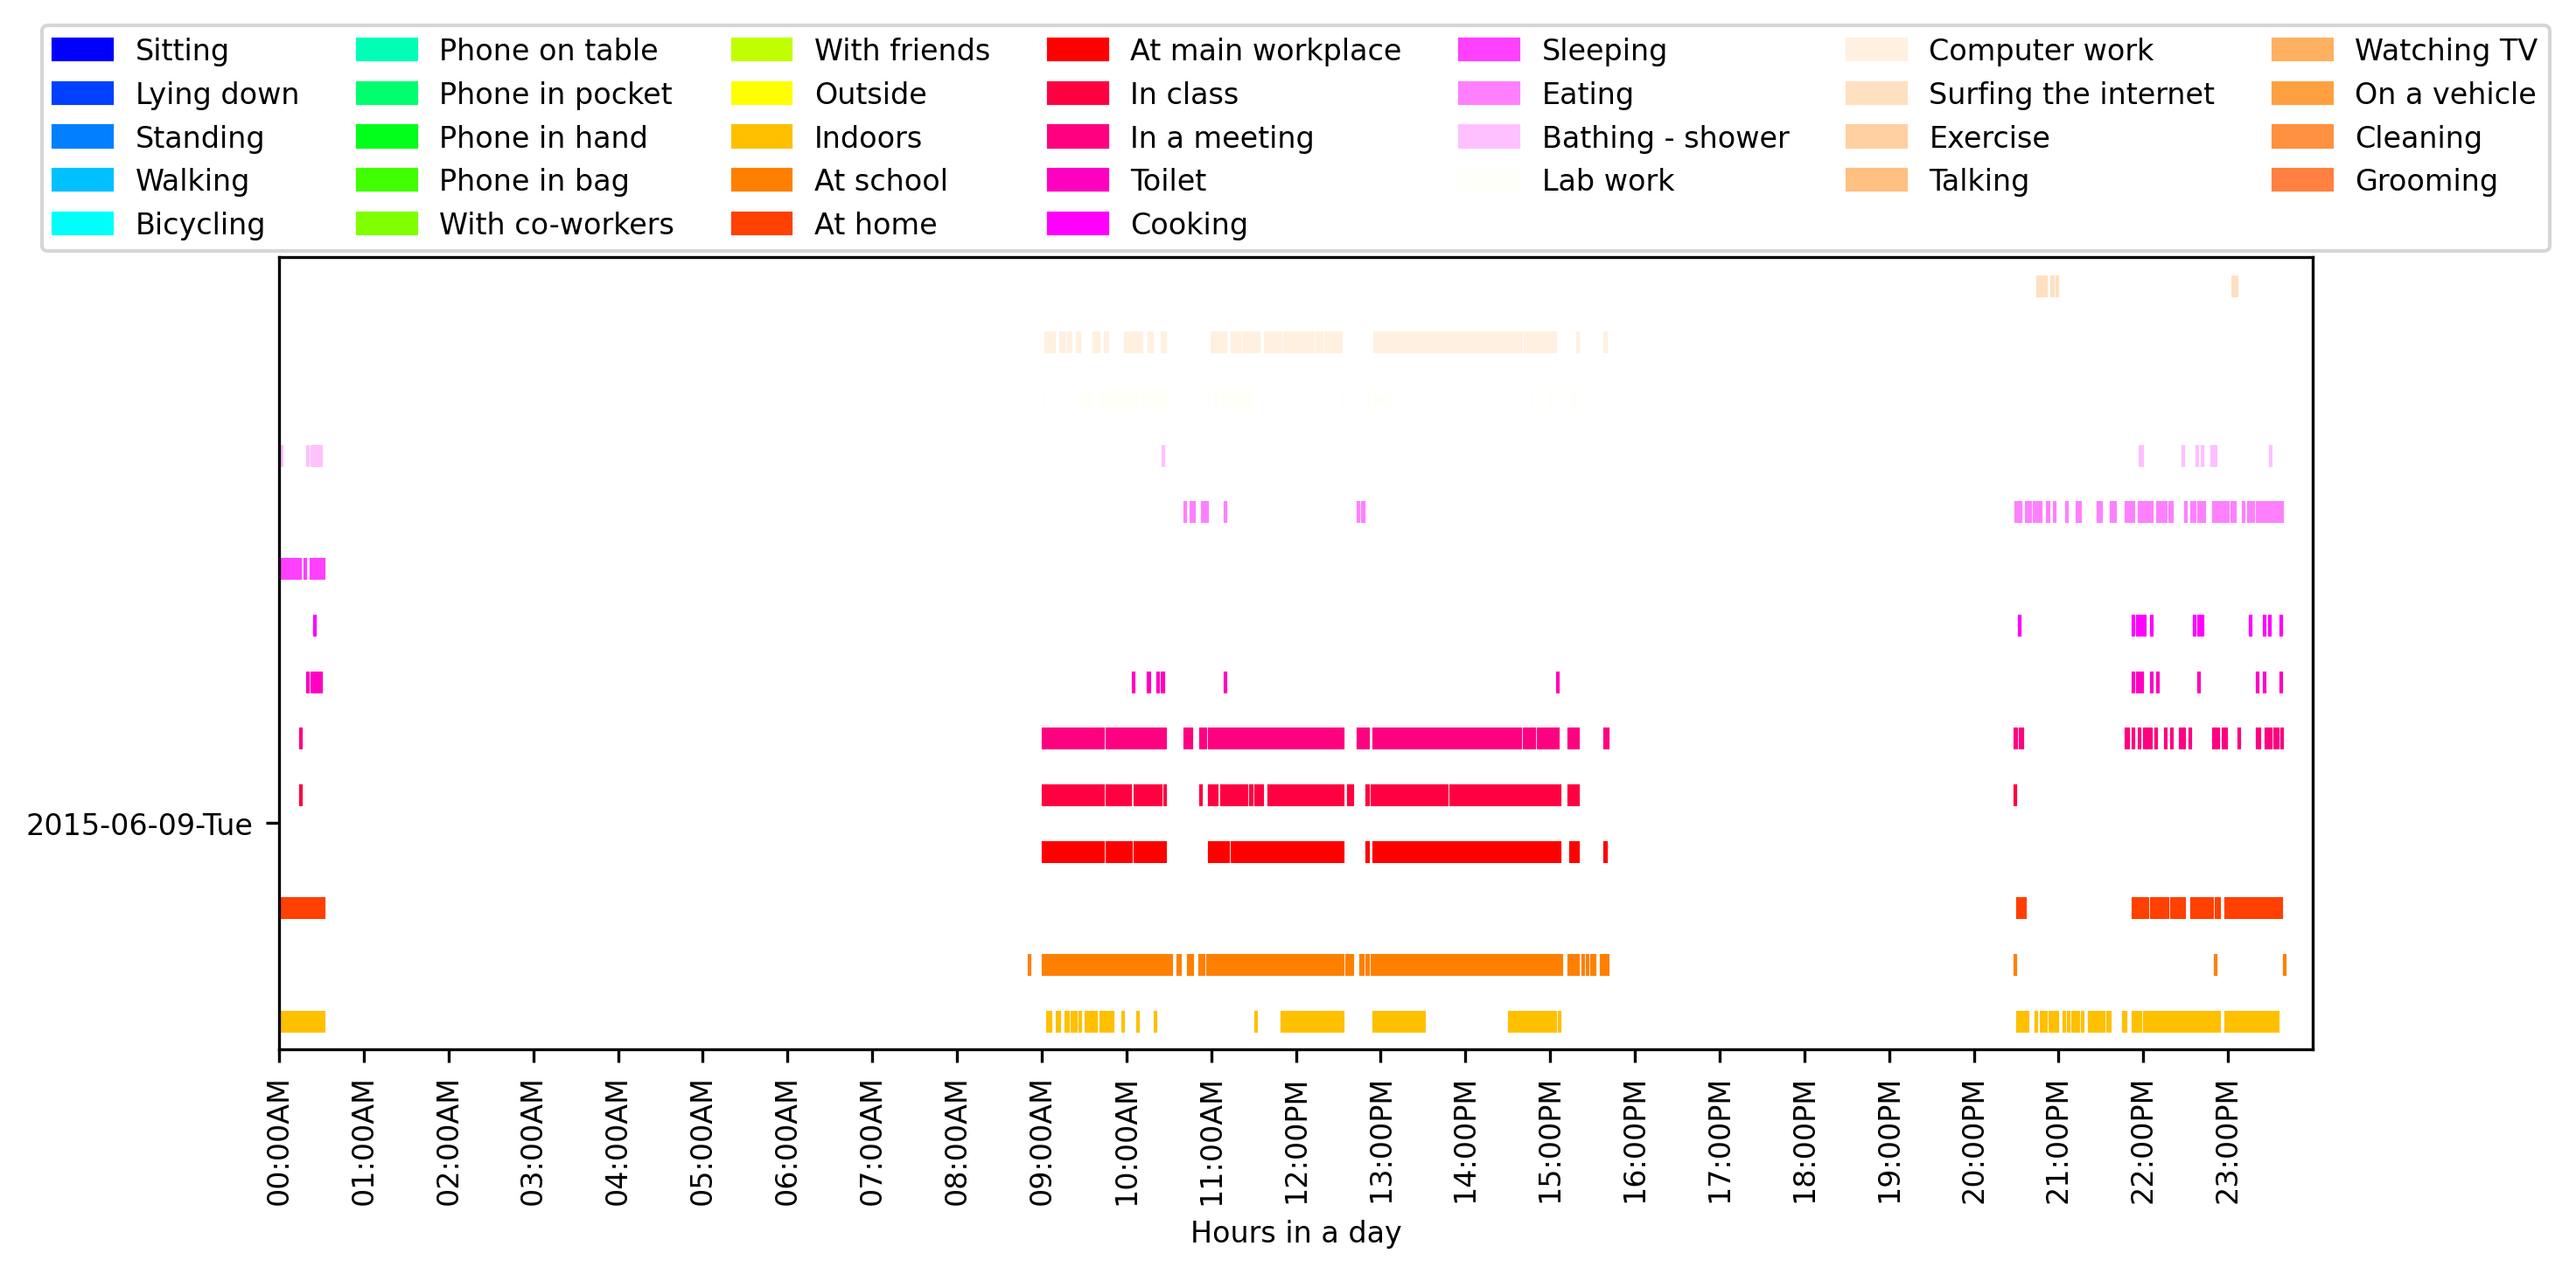 Sitting
Lying down
Standing
Walking
Bicycling
Phone on table
Phone in pocket
Phone in hand
Phone in bag
With co-workers
With friends
Outside
Indoors
At school
At home
At main workplace
In class
In a meeting
Toilet
Cooking
Sleeping
Eating
Bathing - shower
Lab work
Computer work
Surfing the internet
Exercise
Talking
Watching TV
On a vehicle
Cleaning
Grooming
2015-06-09-Tue
00:00AM
01:00AM
02:00AM
03:00AM
04:00AM
05:00AM
06:00AM
07:00AM
08:00AM
09:00AM
10:00AM
11:00AM
12:00PM
13:00PM
14:00PM
15:00PM
16:00PM
17:00PM
18:00PM
19:00PM
20:00PM
21:00PM
22:00PM
23:00PM
Hours in a day